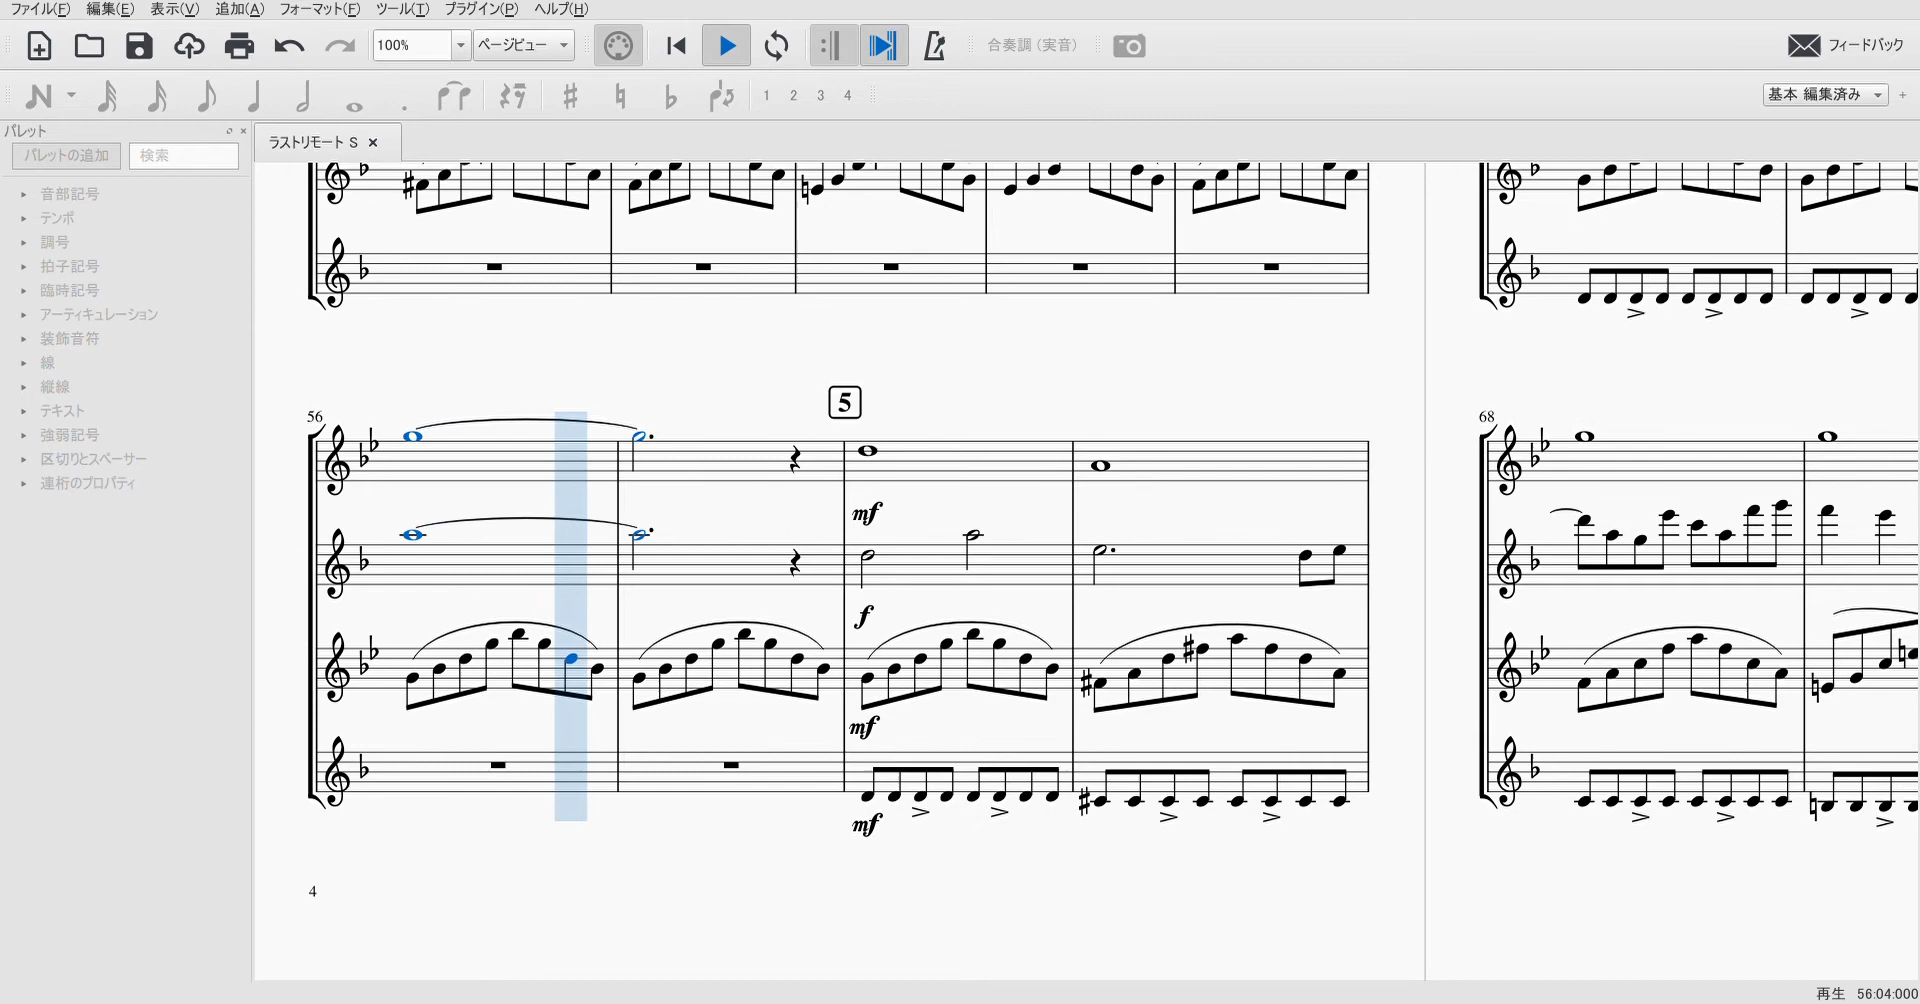 ファイル(F) 編集(E) 表示(V) 追加(A) フォーマット(F) ツール(T) プラグイン(P) ヘルプ(H)
100% ページビュー 合奏調 (実音) フィードバック
1 2 3 4 基本 編集済み +
パレット
パレットの追加 検索
ラストリモート S ×
音部記号
テンポ
調号
拍子記号
臨時記号
アーティキュレーション
装飾音符
線
縦線
テキスト
強弱記号
区切りとスペーサー
連桁のプロパティ
5
56
68
mf
f
mf
mf
4
再生 56:04:000